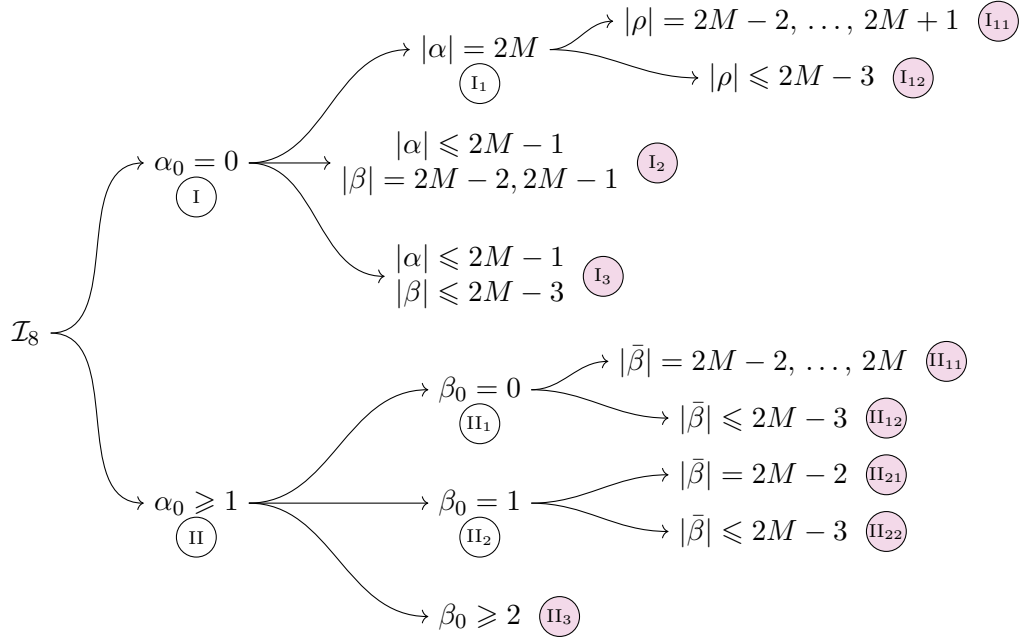 |ρ| = 2M − 2, …, 2M + 1 I₁₁
|α| = 2M
I₁
|ρ| ⩽ 2M − 3 I₁₂
|α| ⩽ 2M − 1
|β| = 2M − 2, 2M − 1 I₂
α₀ = 0
I
|α| ⩽ 2M − 1
|β| ⩽ 2M − 3 I₃
ℐ₈
|β̄| = 2M − 2, …, 2M II₁₁
β₀ = 0
II₁
|β̄| ⩽ 2M − 3 II₁₂
α₀ ⩾ 1
II
|β̄| = 2M − 2 II₂₁
β₀ = 1
II₂
|β̄| ⩽ 2M − 3 II₂₂
β₀ ⩾ 2 II₃